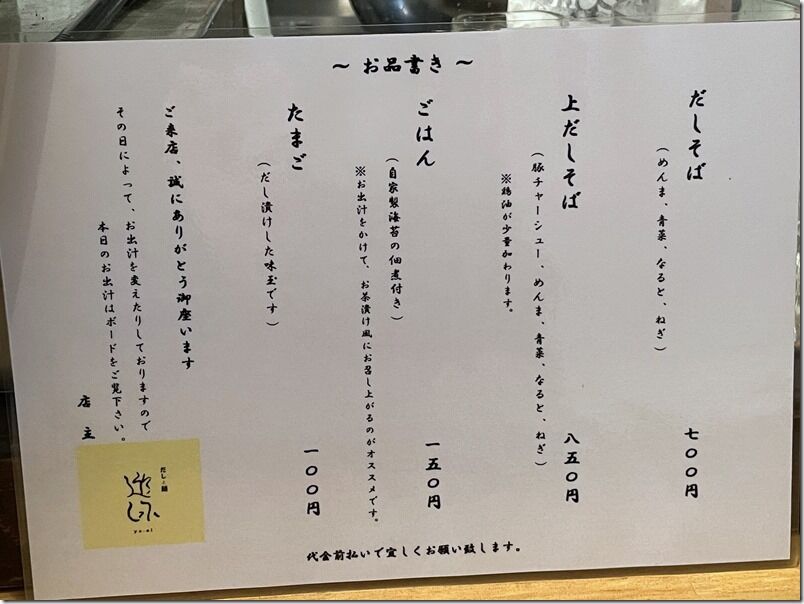 ～ お品書き ～
だしそば
（めんま、青菜、なると、ねぎ）
七〇〇円
上だしそば
（豚チャーシュー、めんま、青菜、なると、ねぎ）
※鶏油が少量加わります。
八五〇円
ごはん
（自家製海苔の佃煮付き）
※お出汁をかけて、お茶漬け風にお召し上がるのがオススメです。
一五〇円
たまご
（だし漬けした味玉です）
一〇〇円
ご来店、誠にありがとう御座います
その日によって、お出汁を変えたりしておりますので
本日のお出汁はボードをご覧下さい。
店 主
だしと麺
代金前払いで宜しくお願い致します。